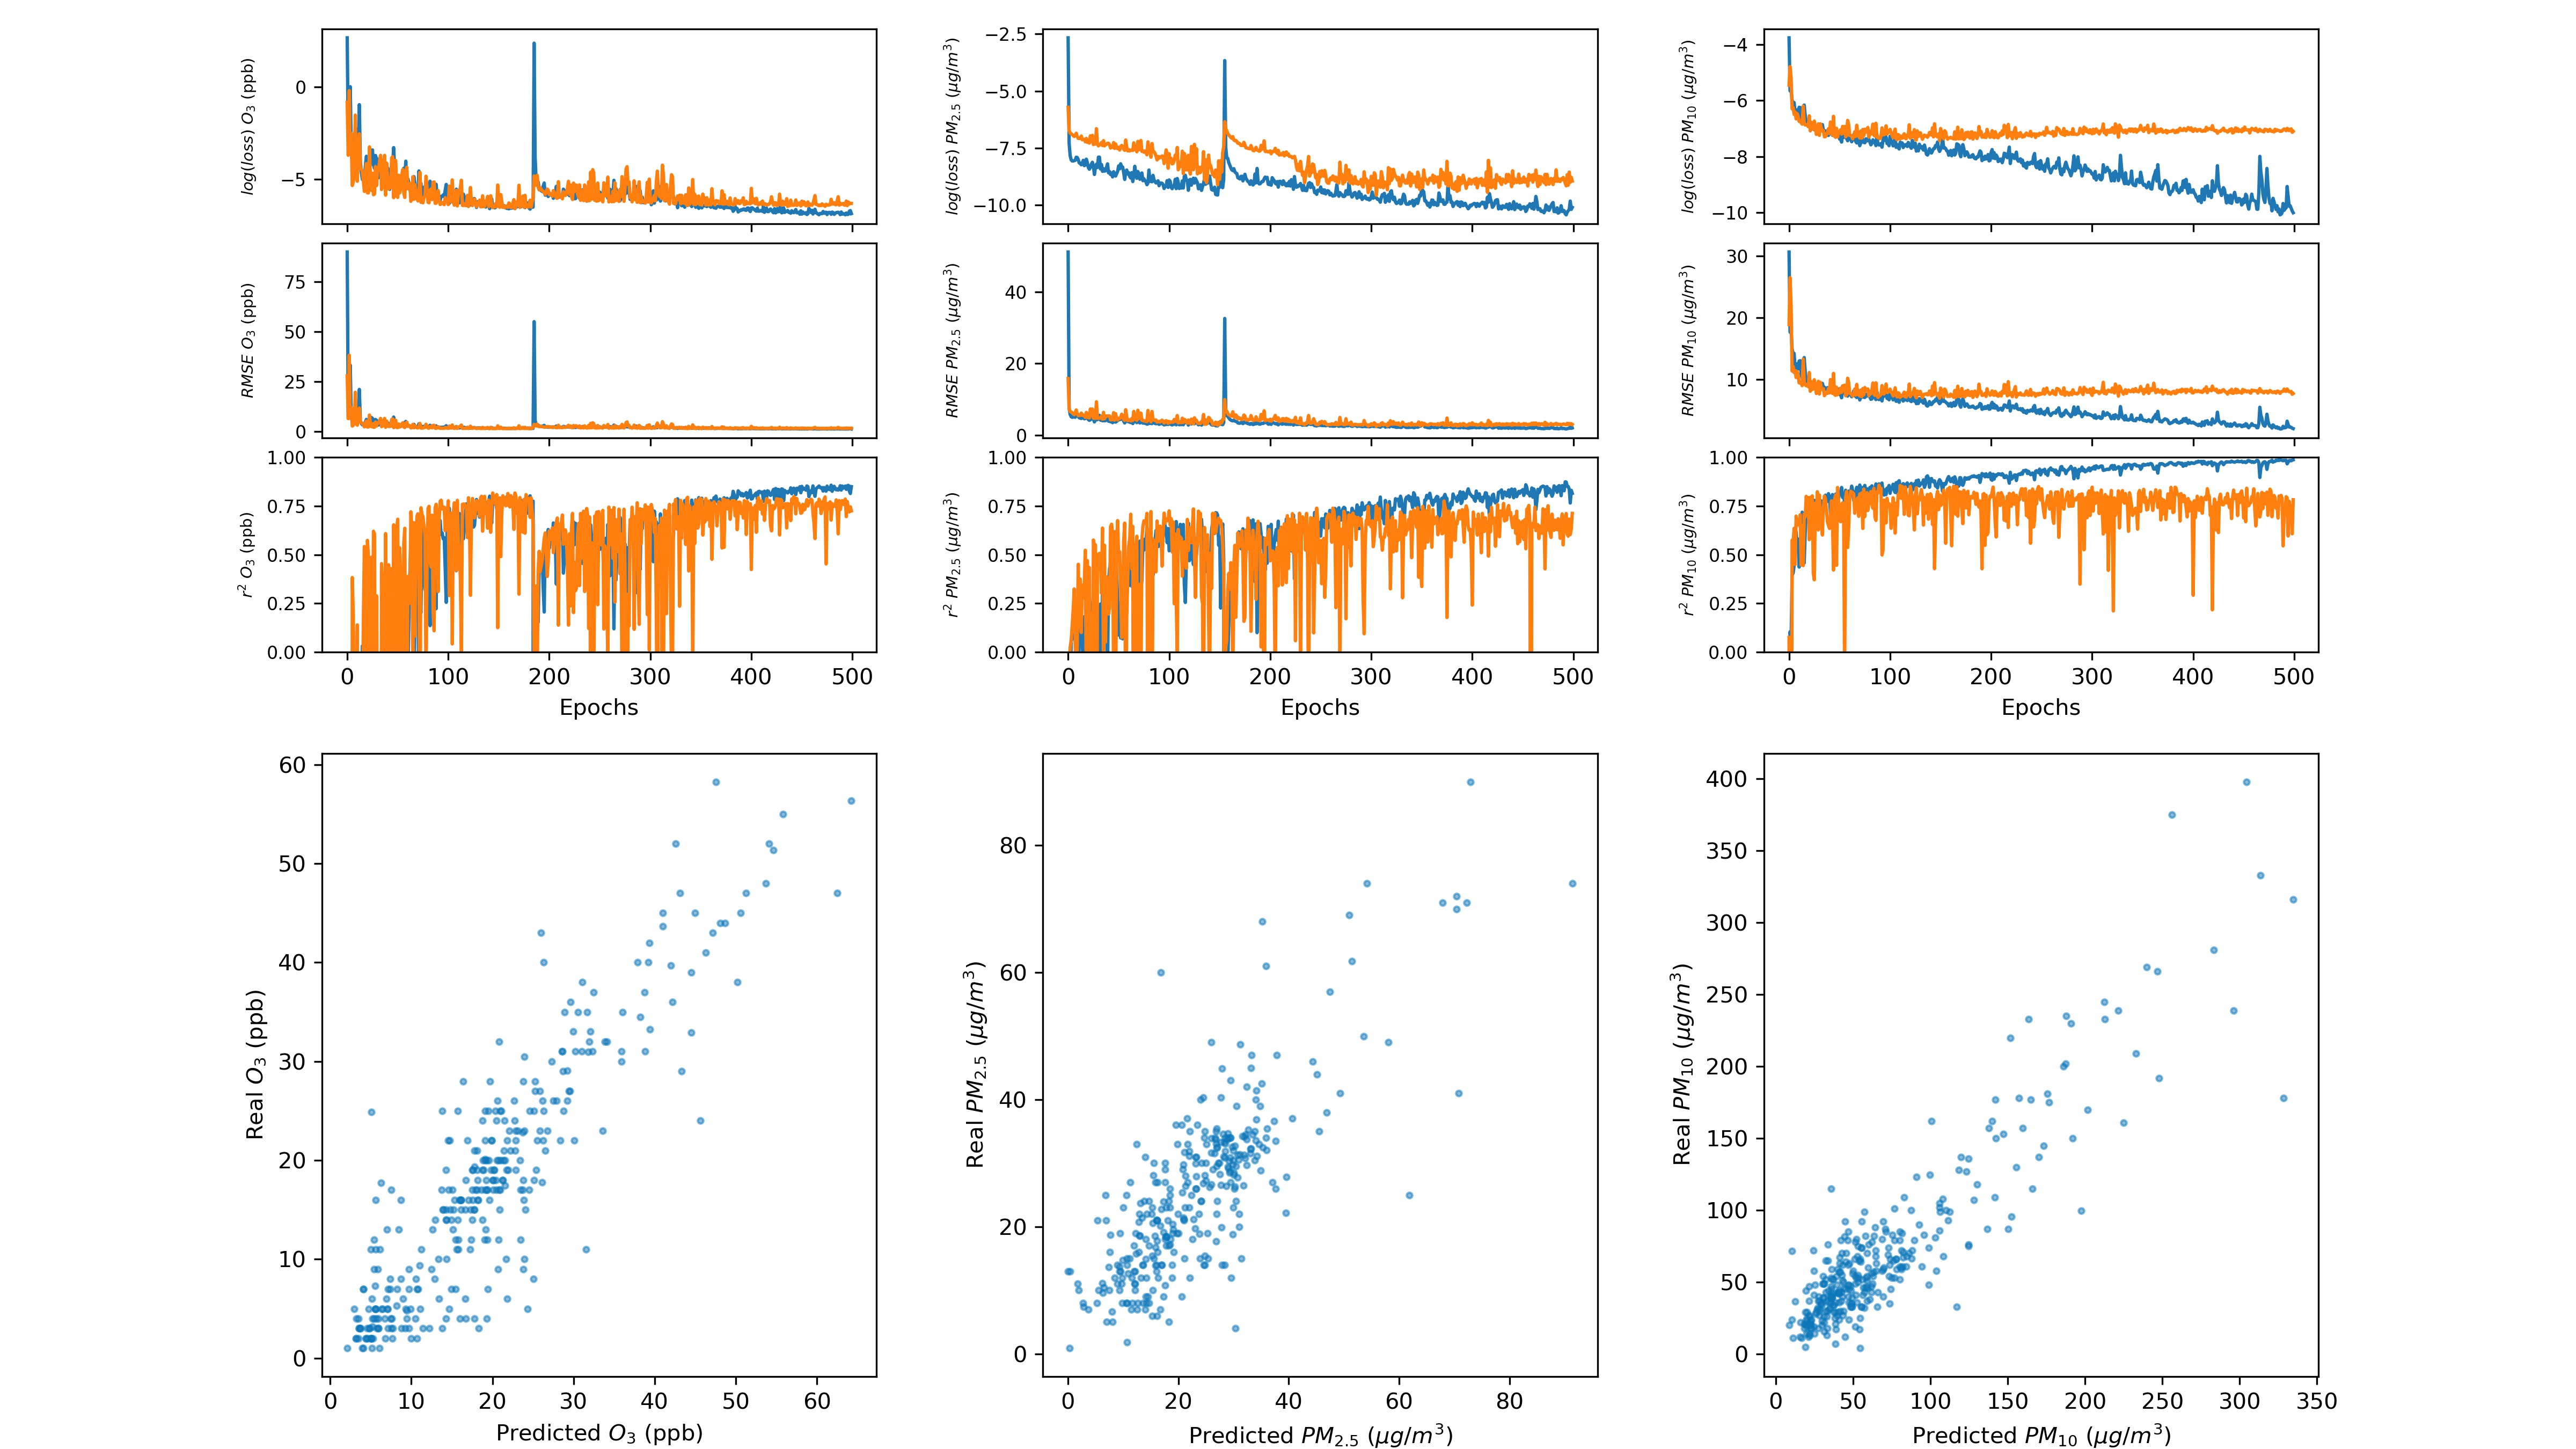 log(loss) O₃ (ppb)
0
−5
log(loss) PM₂.₅ (μg/m³)
−2.5
−5.0
−7.5
−10.0
log(loss) PM₁₀ (μg/m³)
−4
−6
−8
−10
RMSE O₃ (ppb)
75
50
25
0
RMSE PM₂.₅ (μg/m³)
40
20
0
RMSE PM₁₀ (μg/m³)
30
20
10
r² O₃ (ppb)
1.00
0.75
0.50
0.25
0.00
0 100 200 300 400 500
Epochs
r² PM₂.₅ (μg/m³)
1.00
0.75
0.50
0.25
0.00
0 100 200 300 400 500
Epochs
r² PM₁₀ (μg/m³)
1.00
0.75
0.50
0.25
0.00
0 100 200 300 400 500
Epochs
Real O₃ (ppb)
60
50
40
30
20
10
0
0 10 20 30 40 50 60
Predicted O₃ (ppb)
Real PM₂.₅ (μg/m³)
80
60
40
20
0
0 20 40 60 80
Predicted PM₂.₅ (μg/m³)
Real PM₁₀ (μg/m³)
400
350
300
250
200
150
100
50
0
0 50 100 150 200 250 300 350
Predicted PM₁₀ (μg/m³)